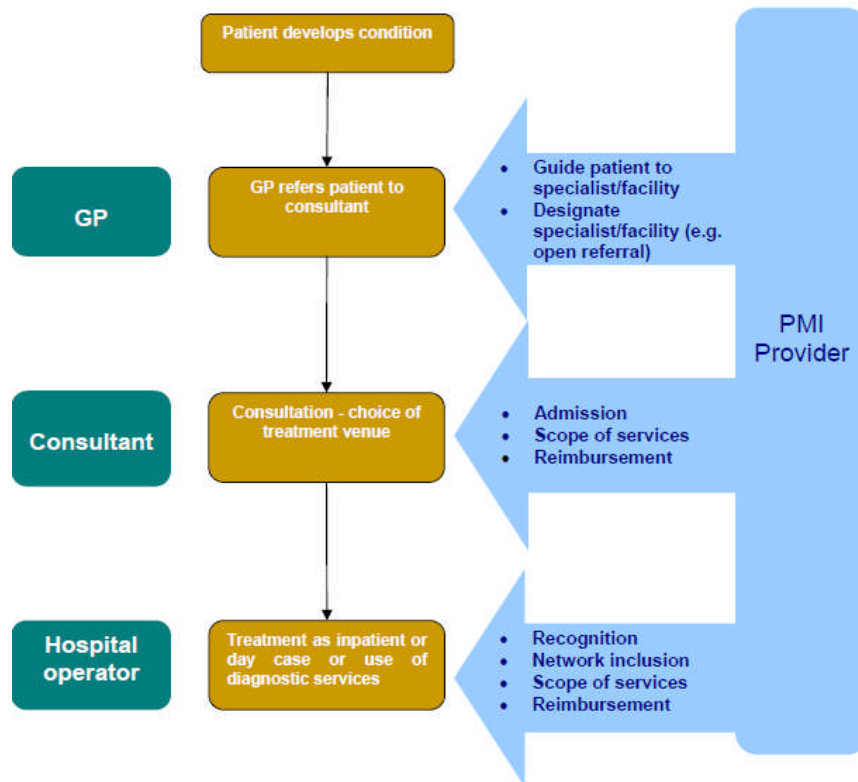 Patient develops condition
GP
GP refers patient to
consultant
• Guide patient to
specialist/facility
• Designate
specialist/facility (e.g.
open referral)
PMI
Provider
Consultant
Consultation - choice of
treatment venue
• Admission
• Scope of services
• Reimbursement
Hospital
operator
Treatment as inpatient or
day case or use of
diagnostic services
• Recognition
• Network inclusion
• Scope of services
• Reimbursement